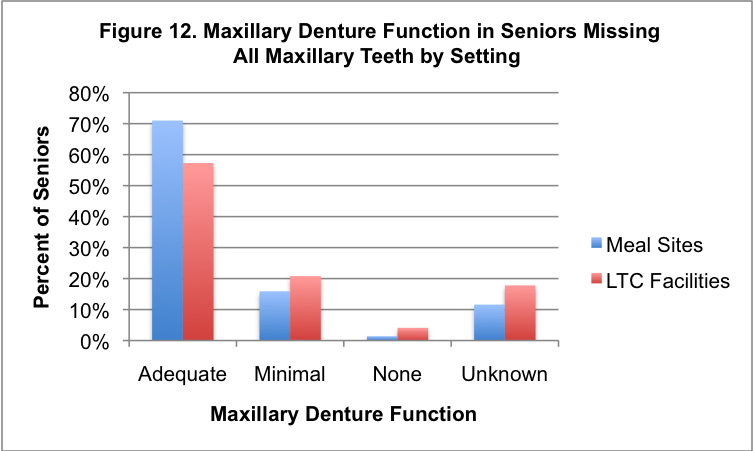 Figure 12. Maxillary Denture Function in Seniors Missing
All Maxillary Teeth by Setting
80%
70%
60%
50%
40%
30%
20%
10%
0%
Percent of Seniors
Adequate Minimal None Unknown
Maxillary Denture Function
Meal Sites
LTC Facilities